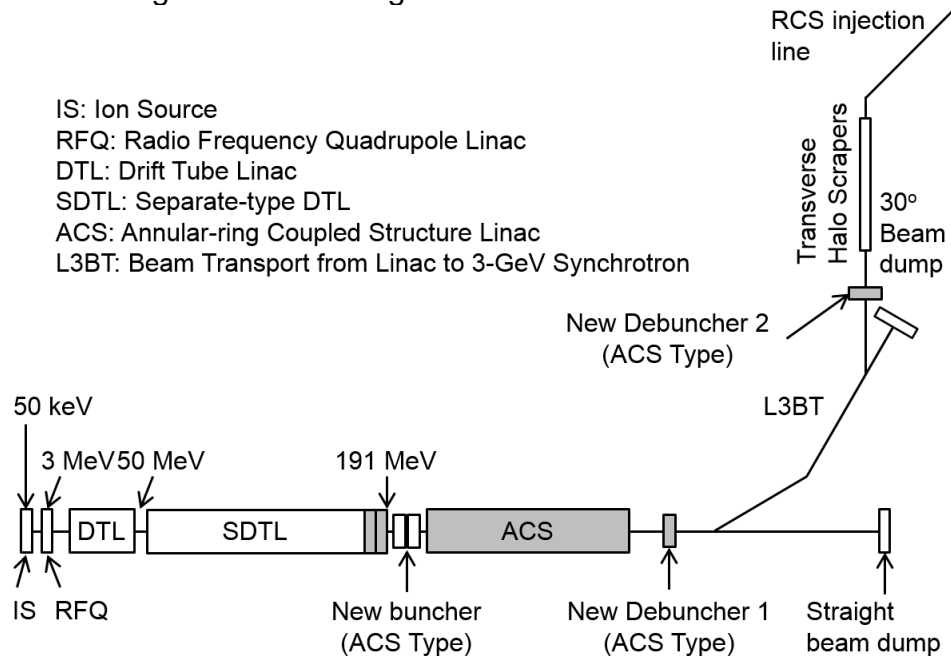 RCS injection
line
IS: Ion Source
RFQ: Radio Frequency Quadrupole Linac
DTL: Drift Tube Linac
SDTL: Separate-type DTL
ACS: Annular-ring Coupled Structure Linac
L3BT: Beam Transport from Linac to 3-GeV Synchrotron
Transverse
Halo Scrapers
30o
Beam
dump
New Debuncher 2
(ACS Type)
L3BT
50 keV
3 MeV
50 MeV
191 MeV
DTL
SDTL
ACS
IS
RFQ
New buncher
(ACS Type)
New Debuncher 1
(ACS Type)
Straight
beam dump